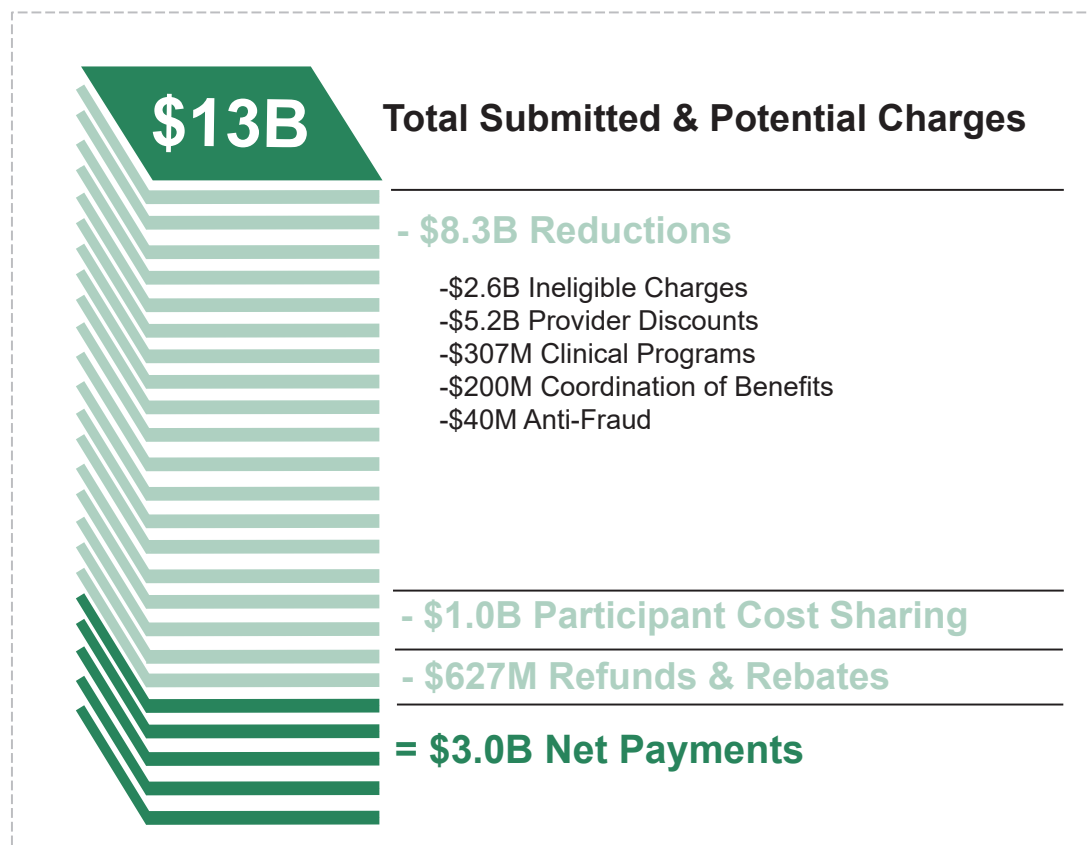 $13B
Total Submitted & Potential Charges
- $8.3B Reductions
-$2.6B Ineligible Charges
-$5.2B Provider Discounts
-$307M Clinical Programs
-$200M Coordination of Benefits
-$40M Anti-Fraud
- $1.0B Participant Cost Sharing
- $627M Refunds & Rebates
= $3.0B Net Payments